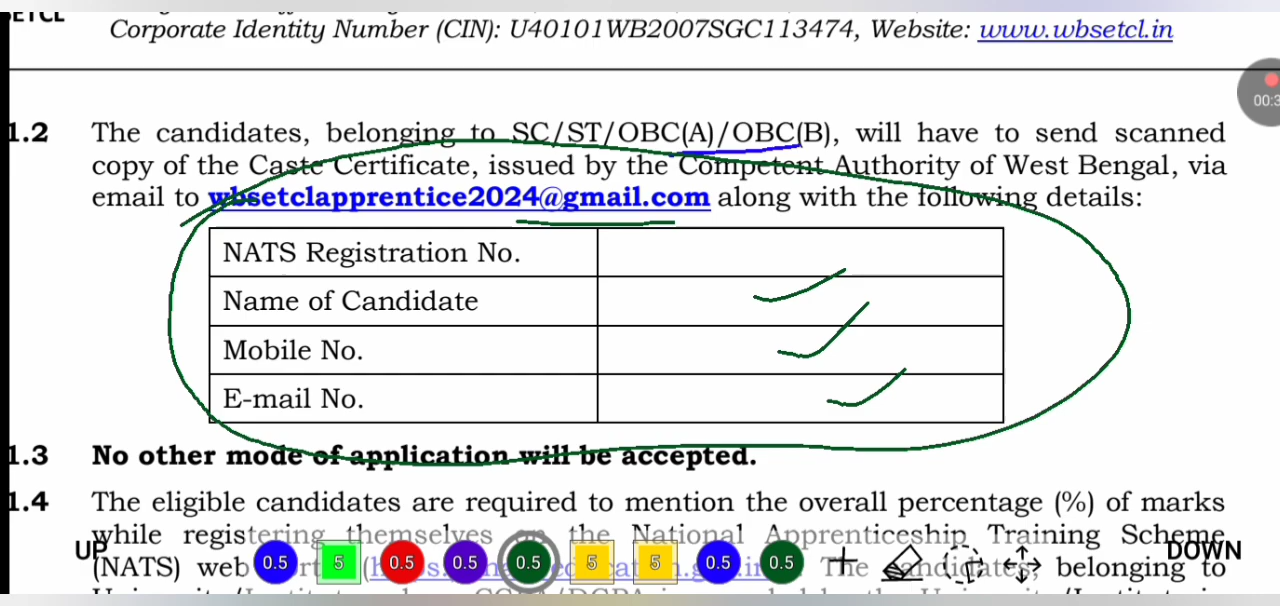 SETCL
Corporate Identity Number (CIN): U40101WB2007SGC113474, Website: www.wbsetcl.in
00:3
1.2 The candidates, belonging to SC/ST/OBC(A)/OBC(B), will have to send scanned
copy of the Caste Certificate, issued by the Competent Authority of West Bengal, via
email to wbsetclapprentice2024@gmail.com along with the following details:
NATS Registration No.
Name of Candidate
Mobile No.
E-mail No.
1.3 No other mode of application will be accepted.
1.4 The eligible candidates are required to mention the overall percentage (%) of marks
while registering themselves on the National Apprenticeship Training Scheme
(NATS) web The candidates, belonging to
UP 0.5 5 0.5 0.5 0.5 5 5 0.5 0.5 DOWN